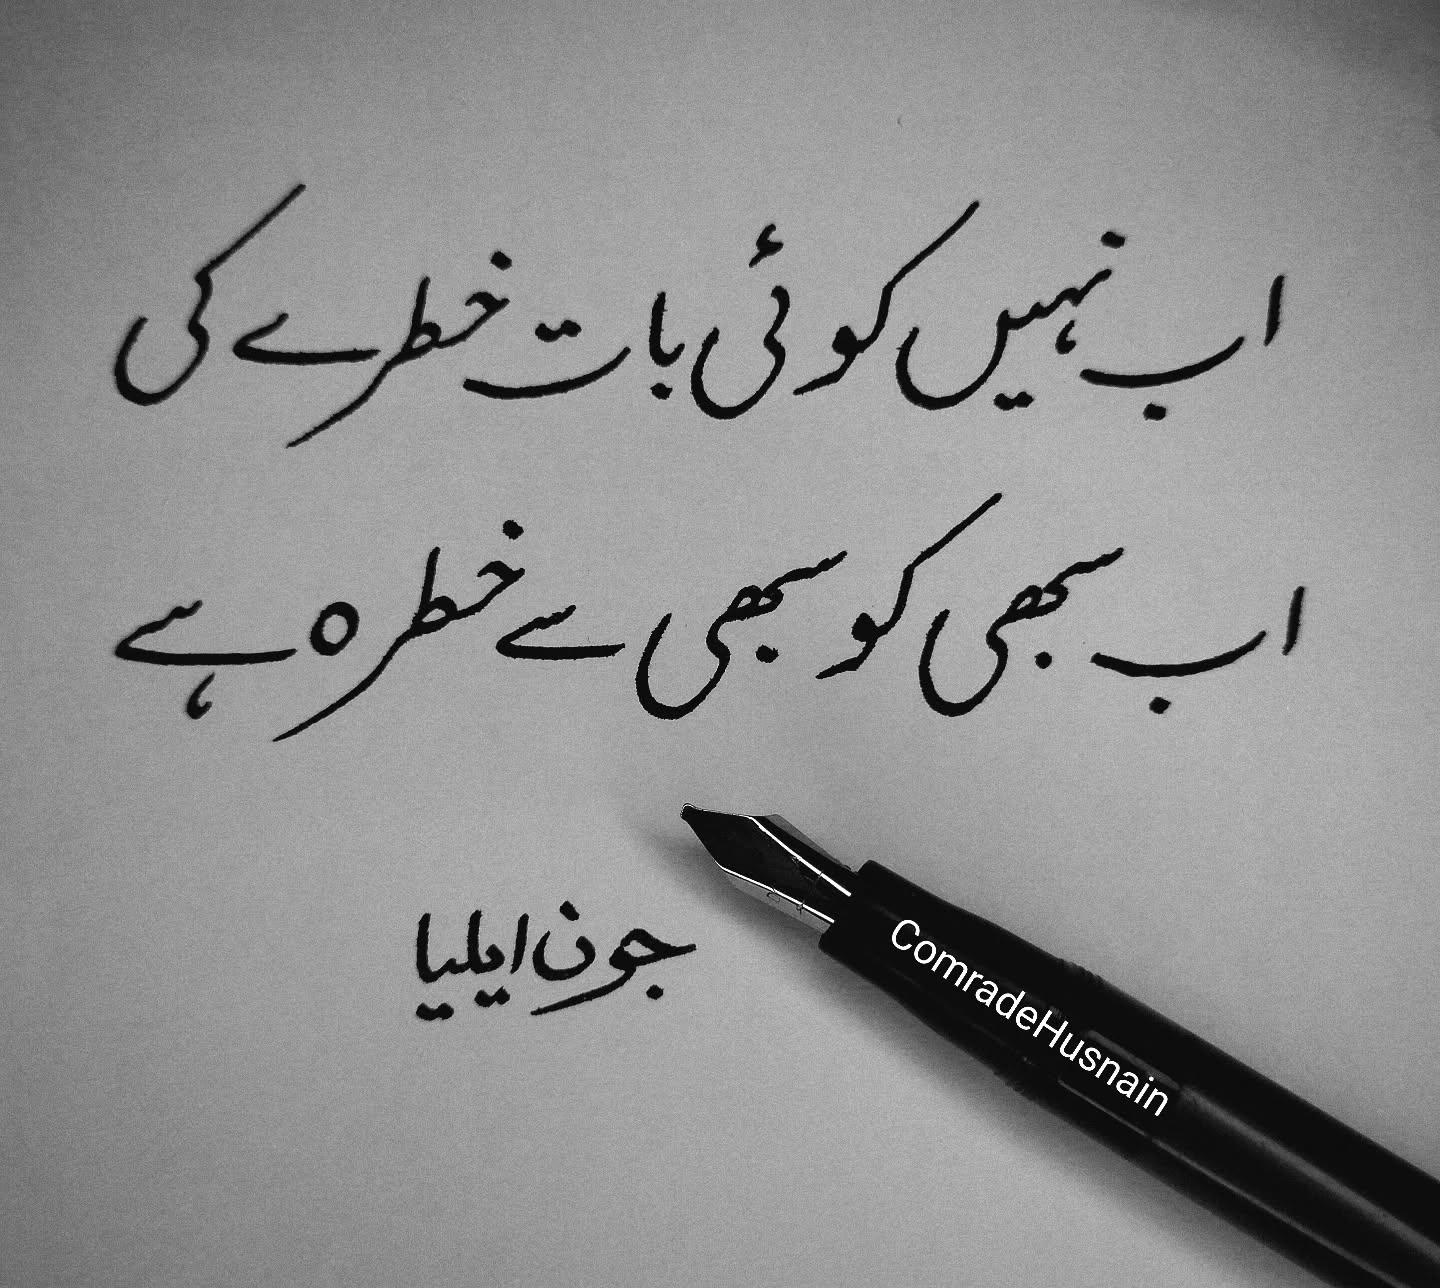 اب نہیں کوئی بات خطرے کی
اب سبھی کو سبھی سے خطرہ ہے
جون ایلیا
ComradeHusnain